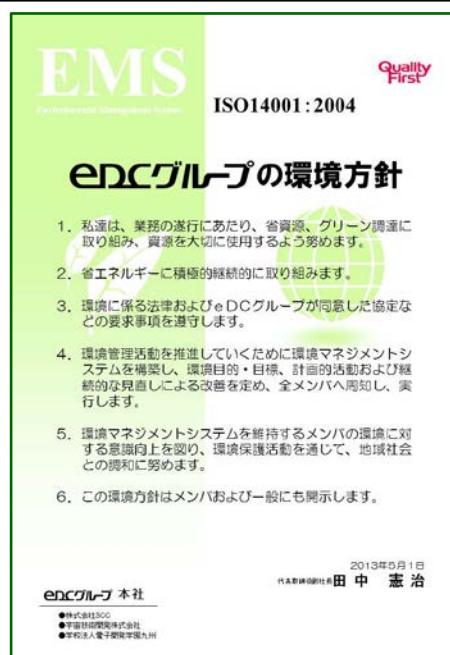 EMS
Environmental Management System
Quality
First
ISO14001:2004
eDCグループの環境方針
1. 私達は、業務の遂行にあたり、省資源、グリーン調達に
取り組み、資源を大切に使用するよう努めます。
2. 省エネルギーに積極的継続的に取り組みます。
3. 環境に係る法律およびeDCグループが同意した協定な
どの要求事項を遵守します。
4. 環境管理活動を推進していくために環境マネジメントシ
ステムを構築し、環境目的・目標、計画的活動および継
続的な見直しによる改善を定め、全メンバへ周知し、実
行します。
5. 環境マネジメントシステムを維持するメンバの環境に対
する意識向上を図り、環境保護活動を通じて、地域社会
との調和に努めます。
6. この環境方針はメンバおよび一般にも開示します。
2013年5月1日
代表取締役副社長 田中 憲治
eDCグループ 本社
●株式会社SCC
●宇宙技術開発株式会社
●学校法人電子開発学園九州